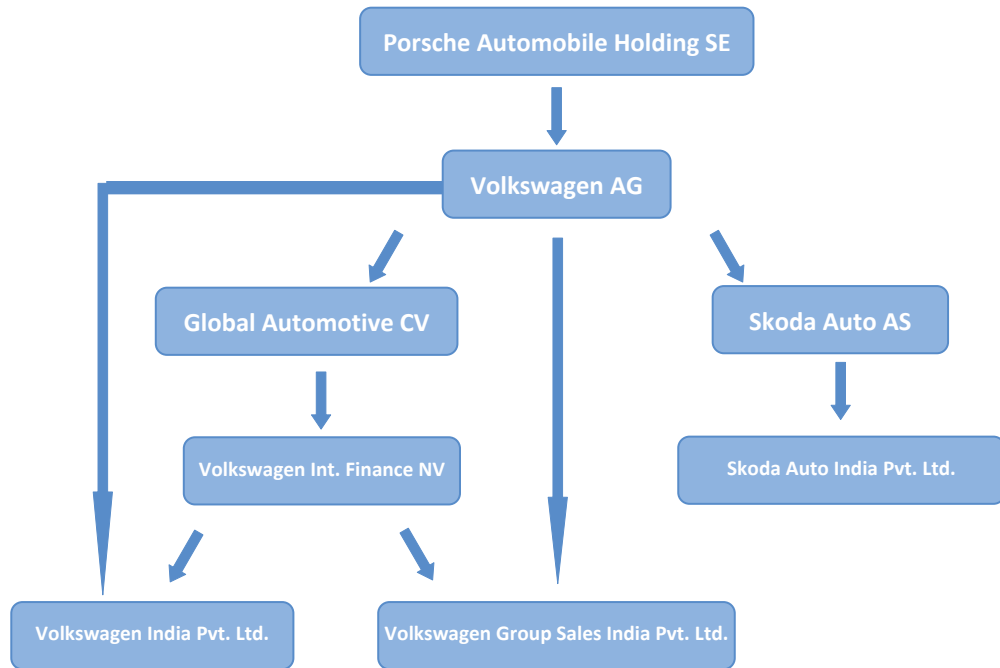 Porsche Automobile Holding SE
Volkswagen AG
Global Automotive CV
Skoda Auto AS
Volkswagen Int. Finance NV
Skoda Auto India Pvt. Ltd.
Volkswagen India Pvt. Ltd.
Volkswagen Group Sales India Pvt. Ltd.